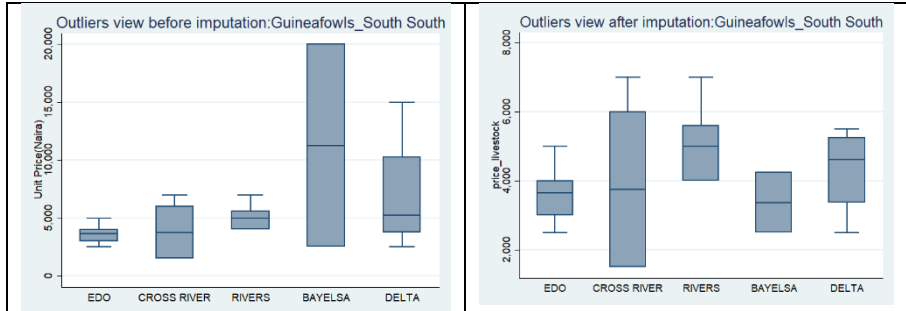 Outliers view before imputation:Guineafowls_South South
Unit Price(Naira)
20,000
15,000
10,000
5,000
0
EDO CROSS RIVER RIVERS BAYELSA DELTA
Outliers view after imputation:Guineafowls_South South
price_livestock
8,000
6,000
4,000
2,000
EDO CROSS RIVER RIVERS BAYELSA DELTA